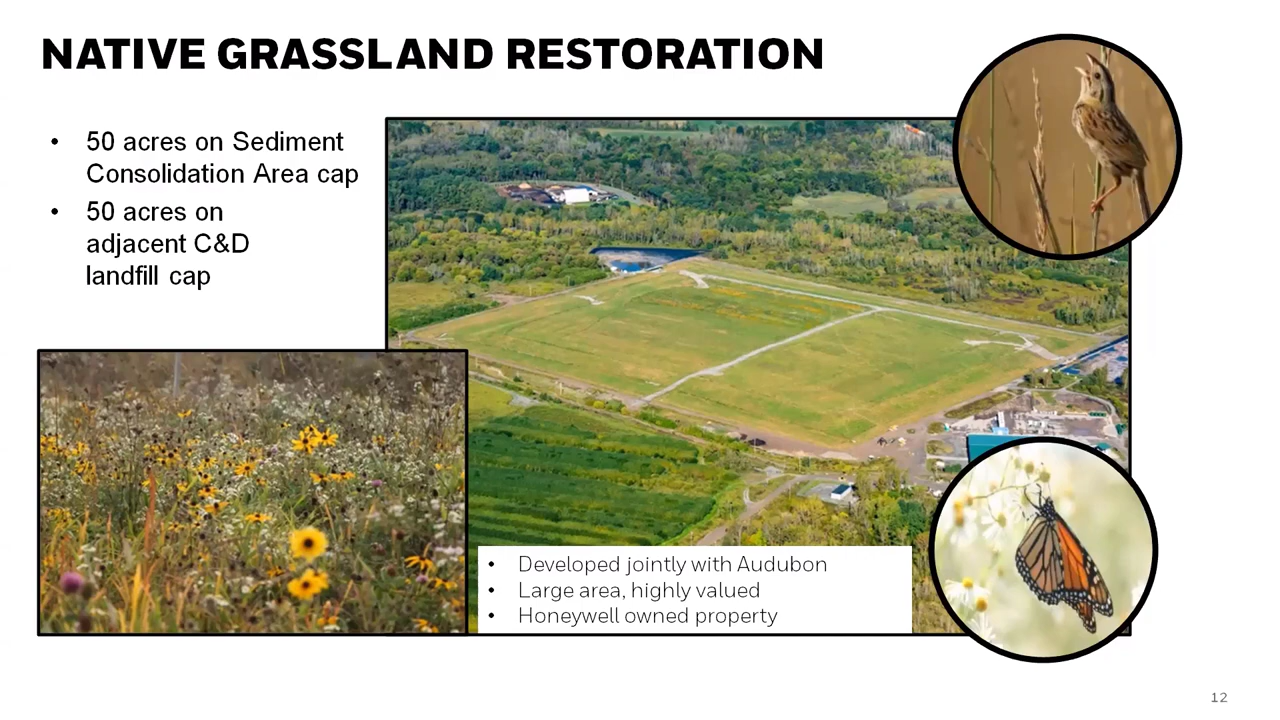 NATIVE GRASSLAND RESTORATION
• 50 acres on Sediment
Consolidation Area cap
• 50 acres on
adjacent C&D
landfill cap
• Developed jointly with Audubon
• Large area, highly valued
• Honeywell owned property
12